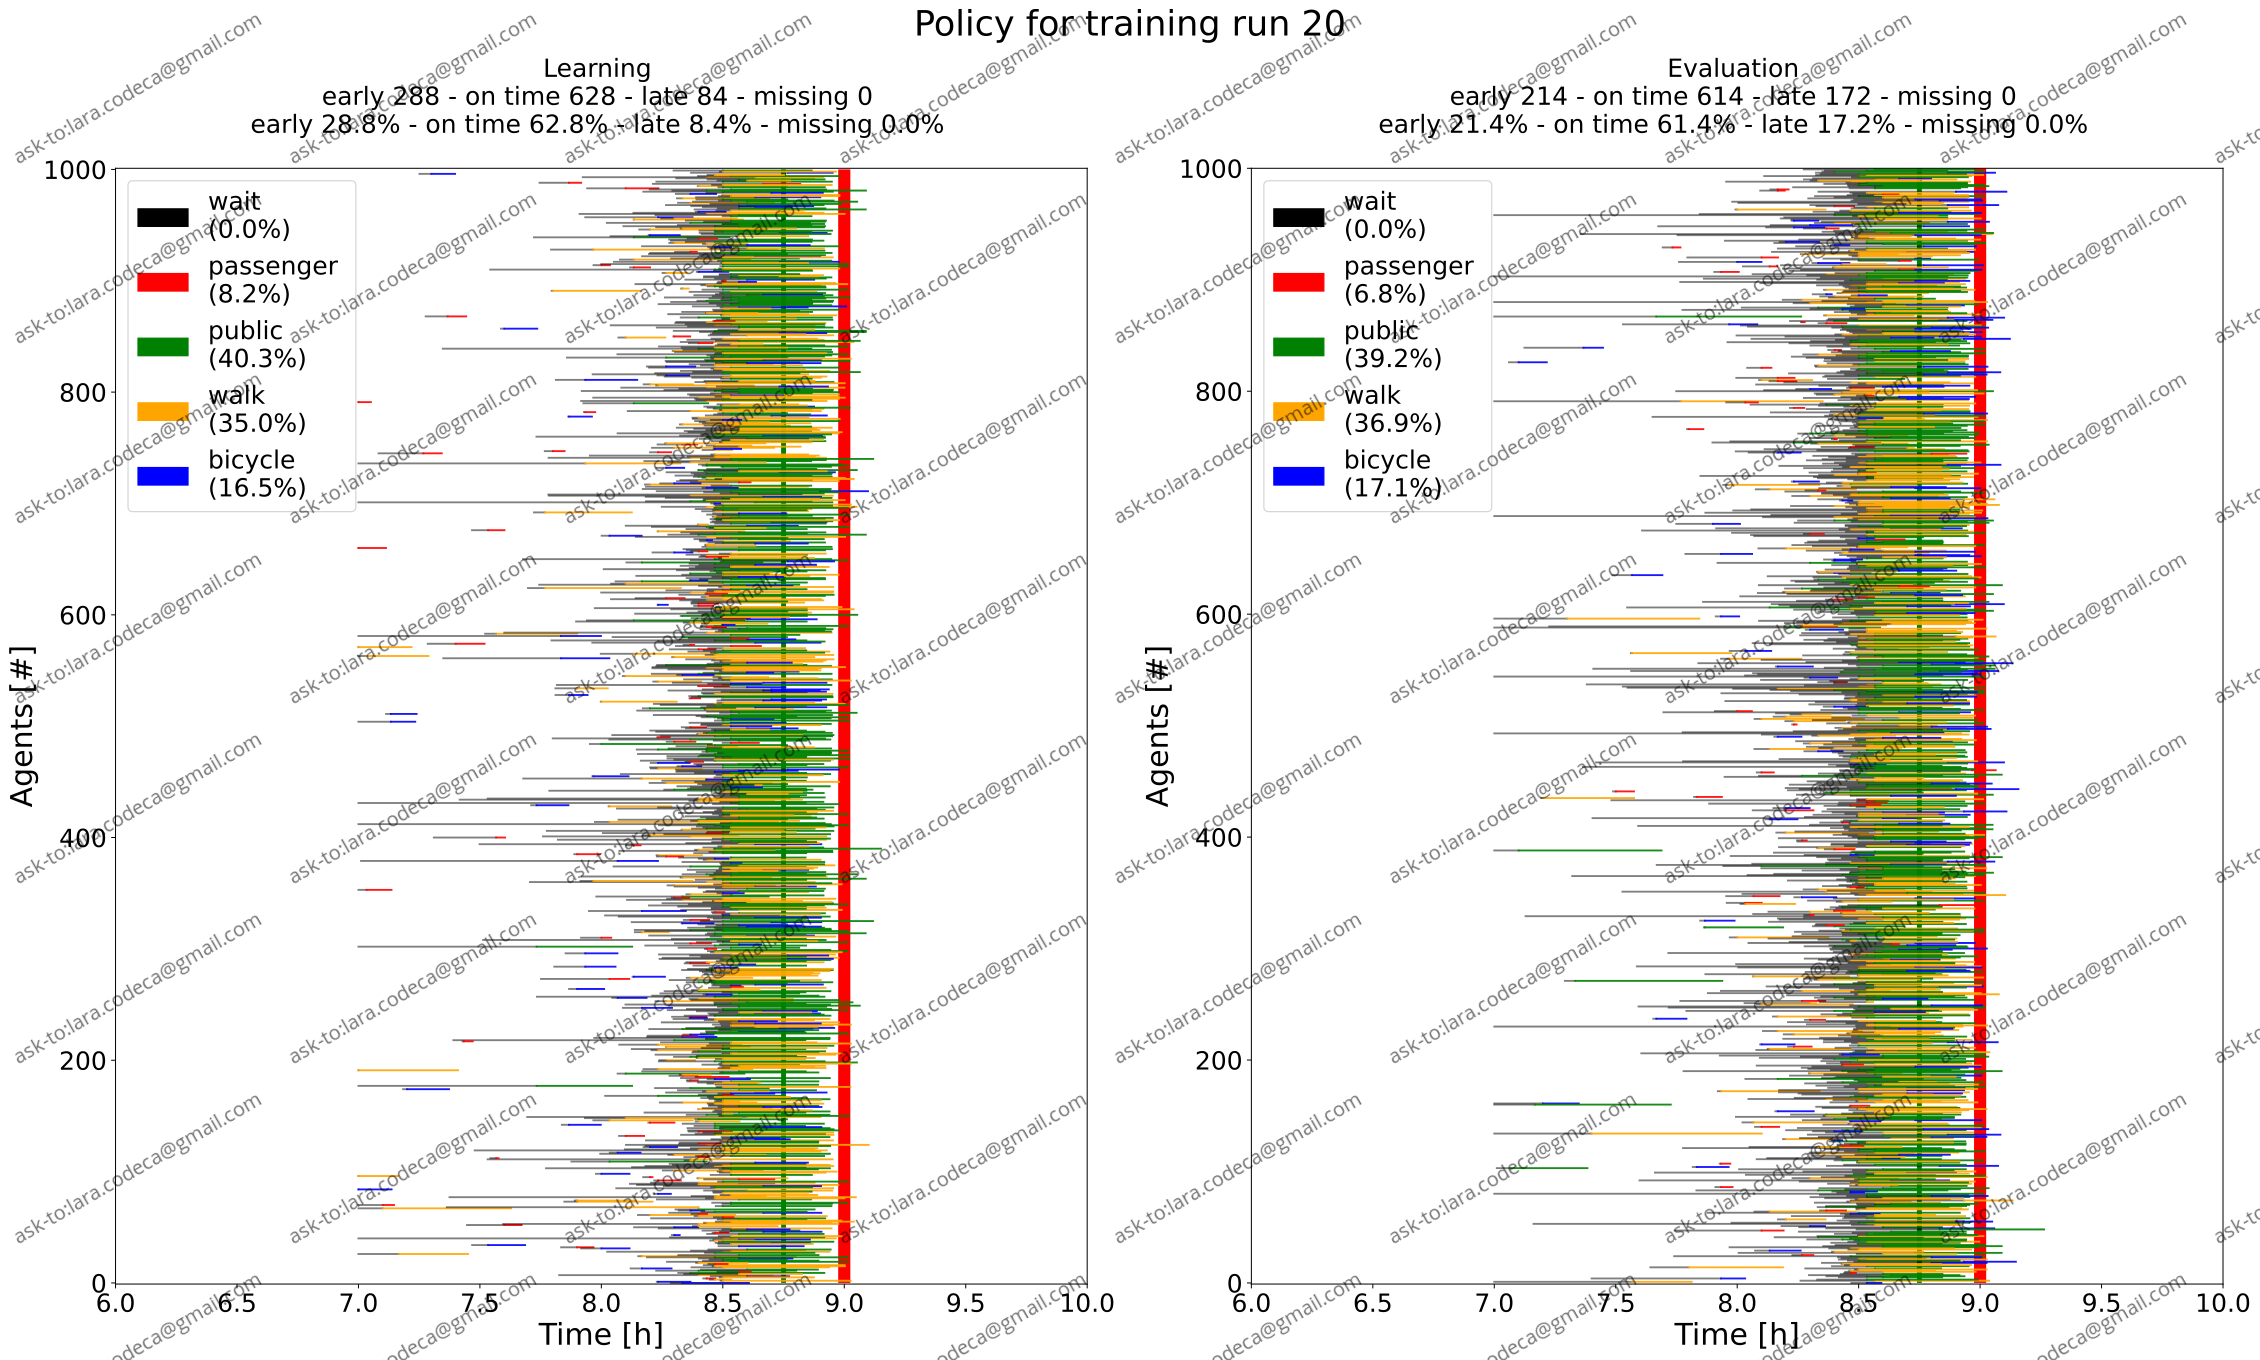 Policy for training run 20
Learning
early 288 - on time 628 - late 84 - missing 0
early 28.8% - on time 62.8% - late 8.4% - missing 0.0%
1000
800
600
400
200
0
Agents [#]
wait
(0.0%)
passenger
(8.2%)
public
(40.3%)
walk
(35.0%)
bicycle
(16.5%)
6.0 6.5 7.0 7.5 8.0 8.5 9.0 9.5 10.0
Time [h]
Evaluation
early 214 - on time 614 - late 172 - missing 0
early 21.4% - on time 61.4% - late 17.2% - missing 0.0%
1000
800
600
400
200
0
Agents [#]
wait
(0.0%)
passenger
(6.8%)
public
(39.2%)
walk
(36.9%)
bicycle
(17.1%)
6.0 6.5 7.0 7.5 8.0 8.5 9.0 9.5 10.0
Time [h]
ask-to:lara.codeca@gmail.com